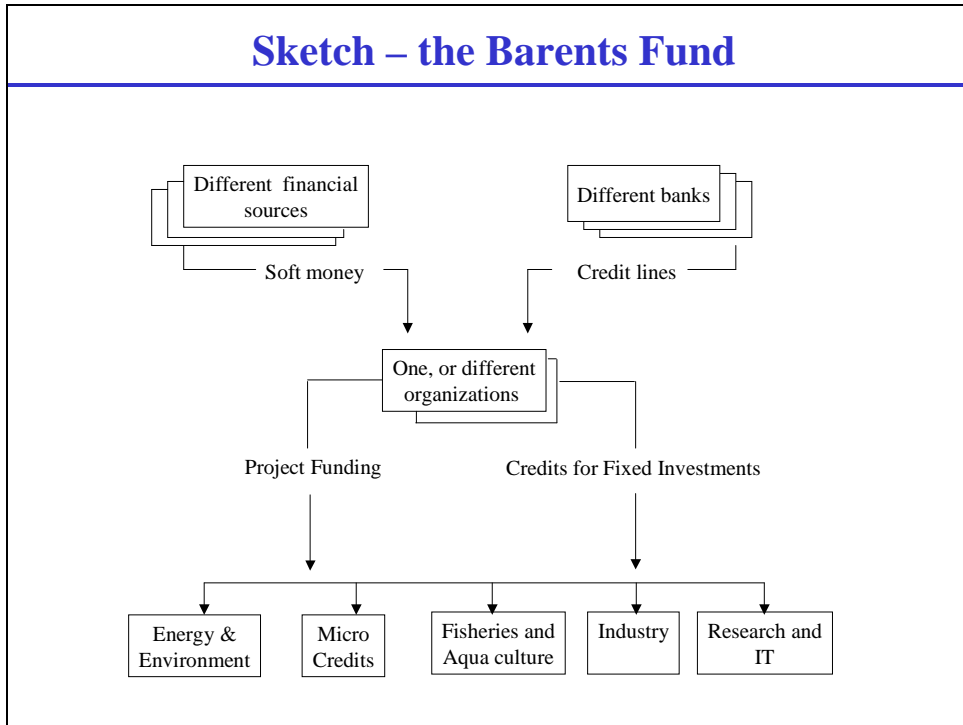 Sketch – the Barents Fund
Different financial
sources
Different banks
Soft money
Credit lines
One, or different
organizations
Project Funding
Credits for Fixed Investments
Energy &
Environment
Micro
Credits
Fisheries and
Aqua culture
Industry
Research and
IT